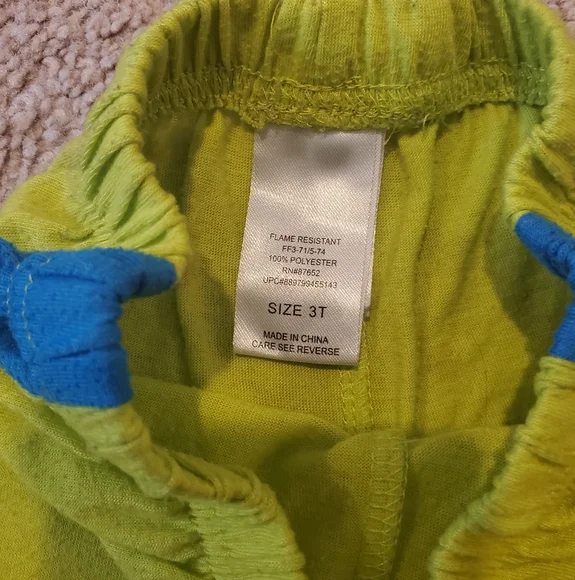 FLAME RESISTANT
FF3-71/5-74
100% POLYESTER
RN#87652
UPC#889799455143
SIZE 3T
MADE IN CHINA
CARE SEE REVERSE